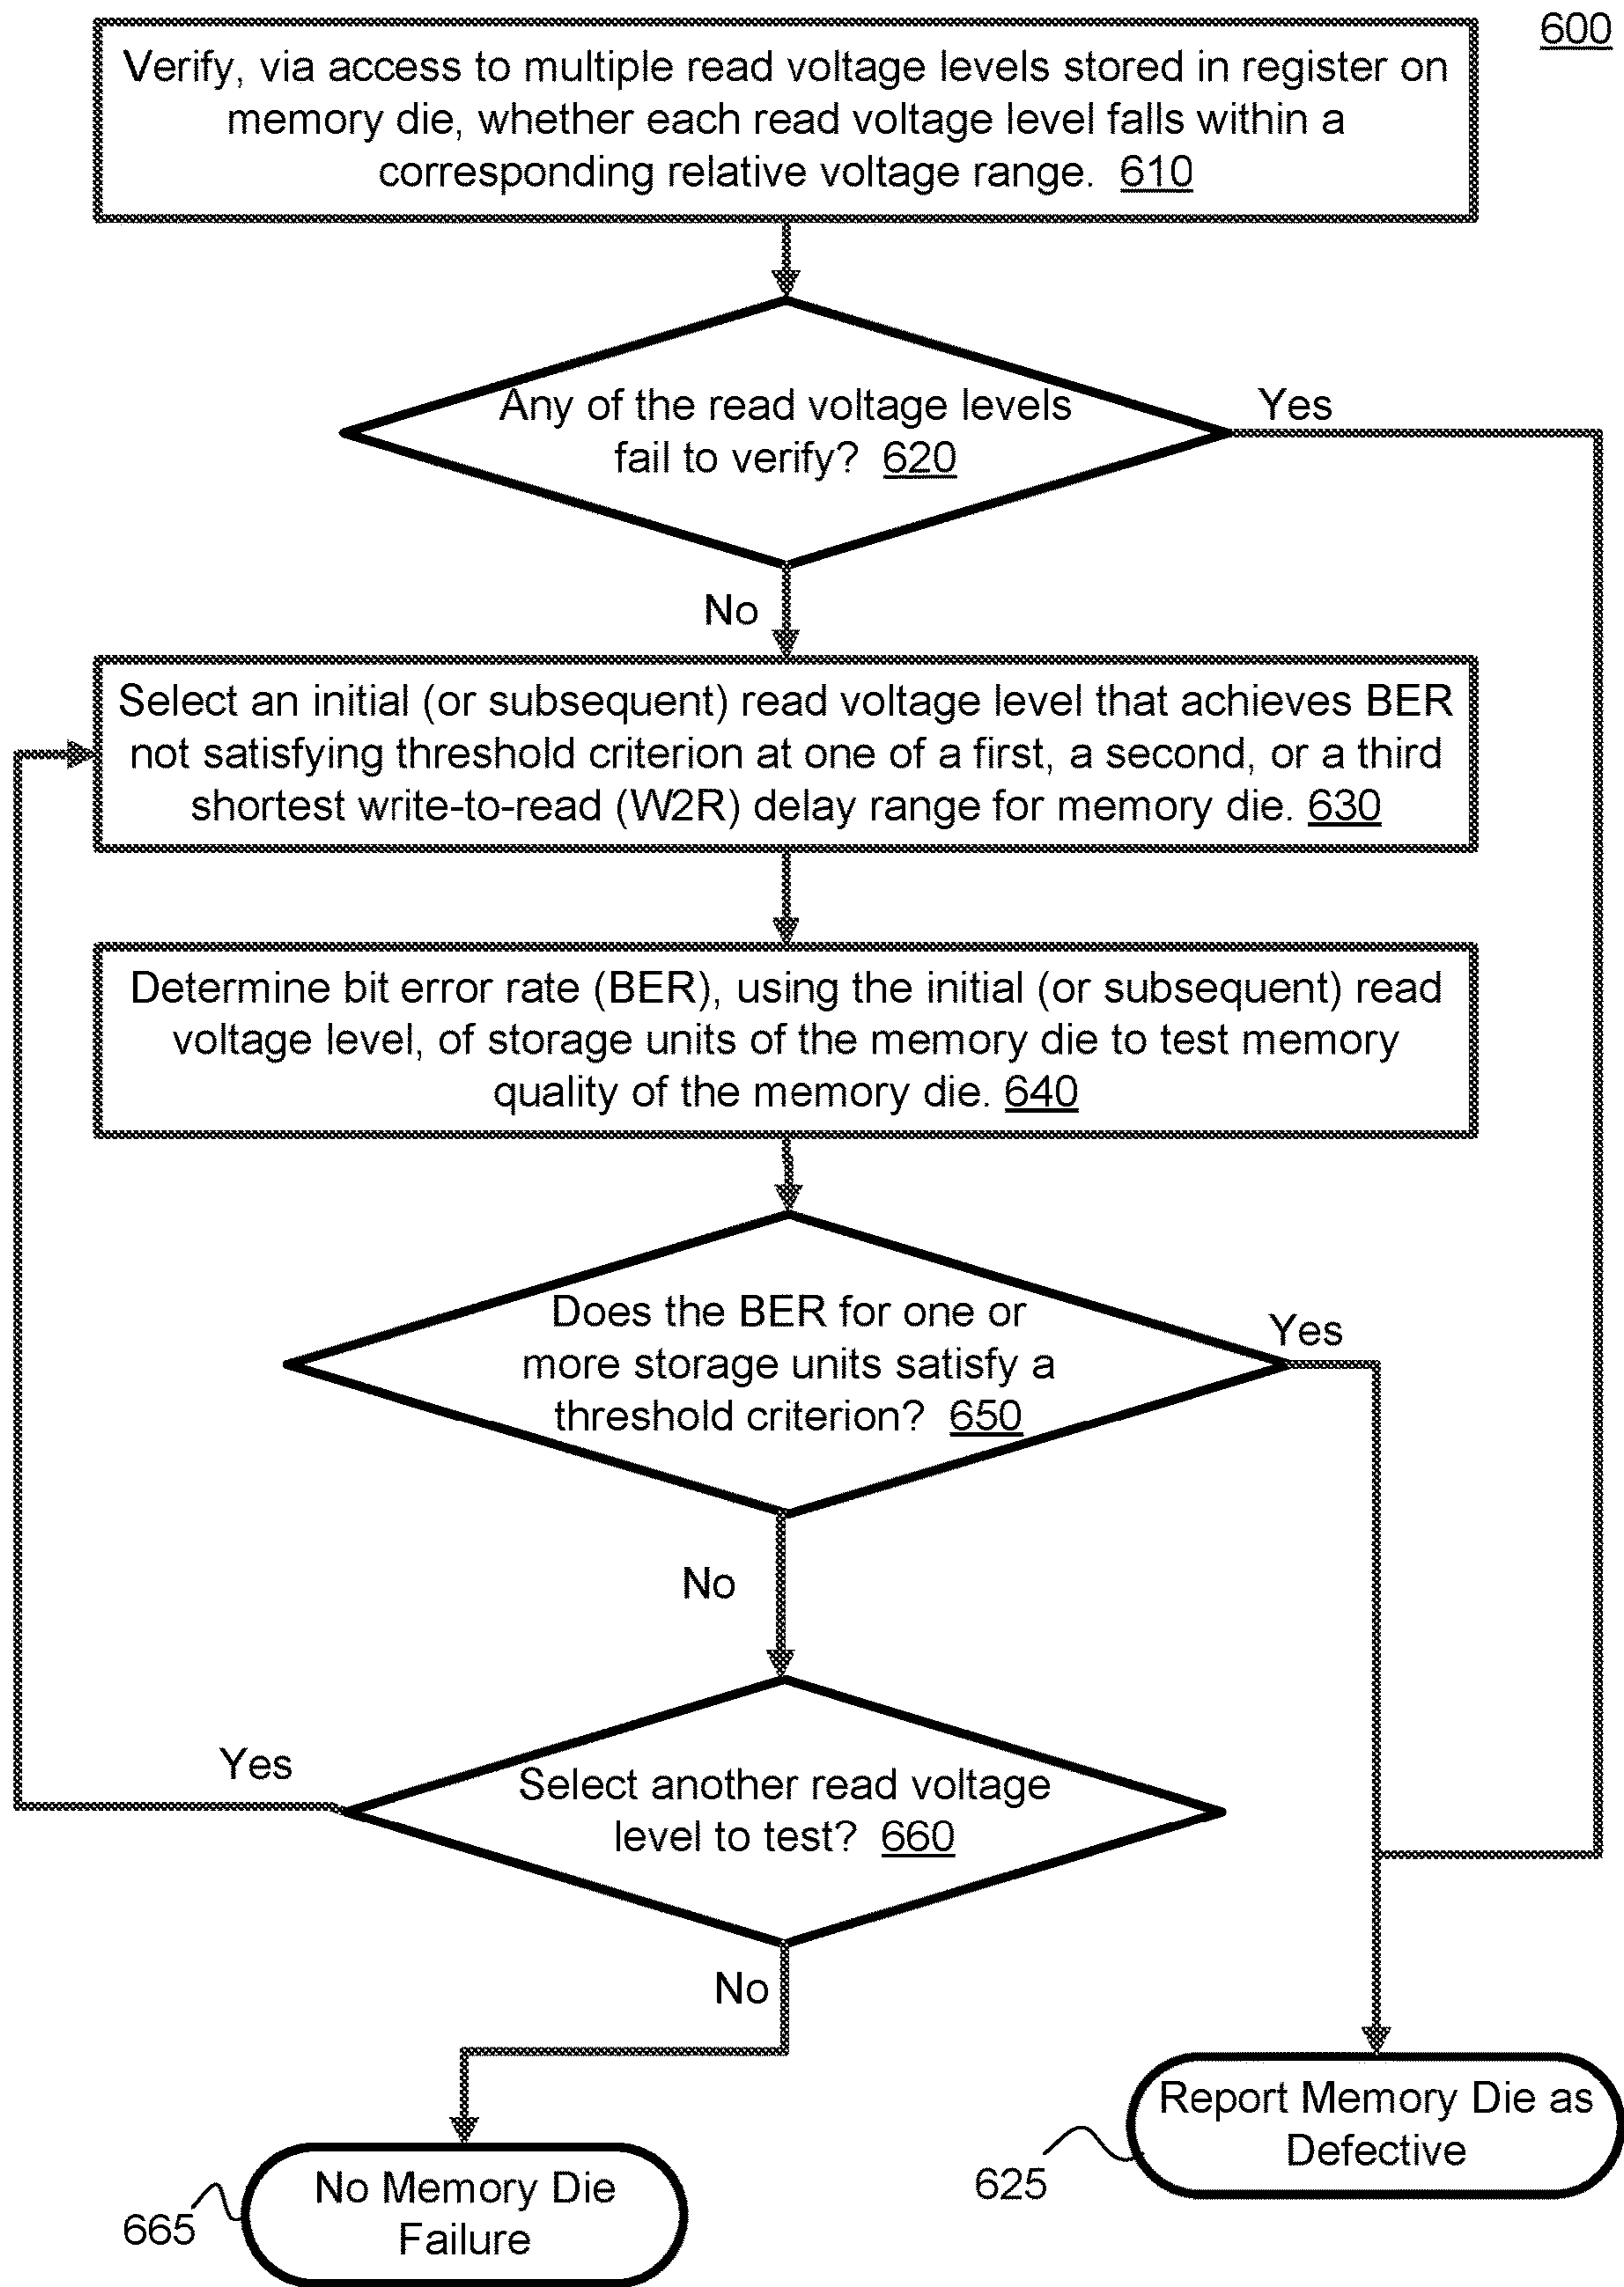 600
Verify, via access to multiple read voltage levels stored in register on
memory die, whether each read voltage level falls within a
corresponding relative voltage range. 610
Any of the read voltage levels
fail to verify? 620
Yes
No
Select an initial (or subsequent) read voltage level that achieves BER
not satisfying threshold criterion at one of a first, a second, or a third
shortest write-to-read (W2R) delay range for memory die. 630
Determine bit error rate (BER), using the initial (or subsequent) read
voltage level, of storage units of the memory die to test memory
quality of the memory die. 640
Does the BER for one or
more storage units satisfy a
threshold criterion? 650
Yes
No
Select another read voltage
level to test? 660
Yes
No
Report Memory Die as
Defective
625
No Memory Die
Failure
665